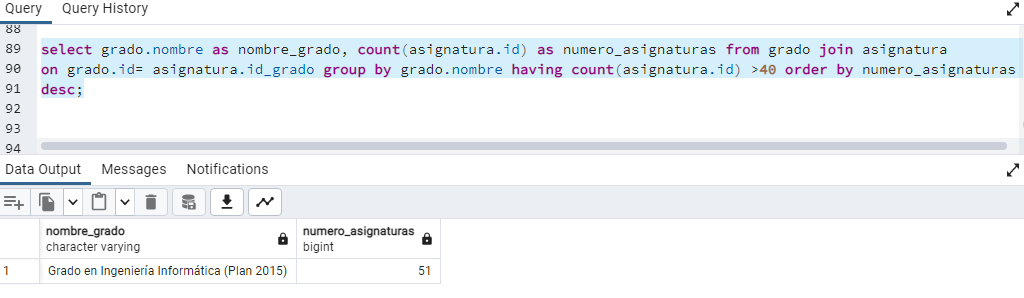 Query Query History
88
89 select grado.nombre as nombre_grado, count(asignatura.id) as numero_asignaturas from grado join asignatura
90 on grado.id= asignatura.id_grado group by grado.nombre having count(asignatura.id) >40 order by numero_asignaturas
91 desc;
92
93
94
Data Output Messages Notifications
nombre_grado numero_asignaturas
character varying bigint
1 Grado en Ingeniería Informática (Plan 2015) 51